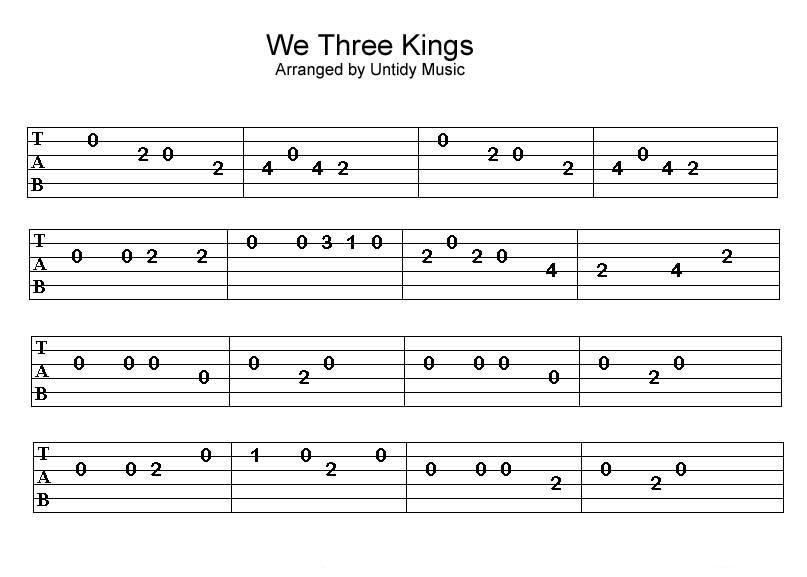 We Three Kings
Arranged by Untidy Music
T 0 0
2 0 0 2 0 0
A 2 4 4 2 2 4 4 2
B
T 0 0 3 1 0 0
0 0 2 2 2 2 0 2
A 4 2 4
B
T
0 0 0 0 0 0 0 0 0 0
A 0 2 0 2
B
T 0 1 0 0
0 0 2 2 0 0 0 0 0
A 2 2
B